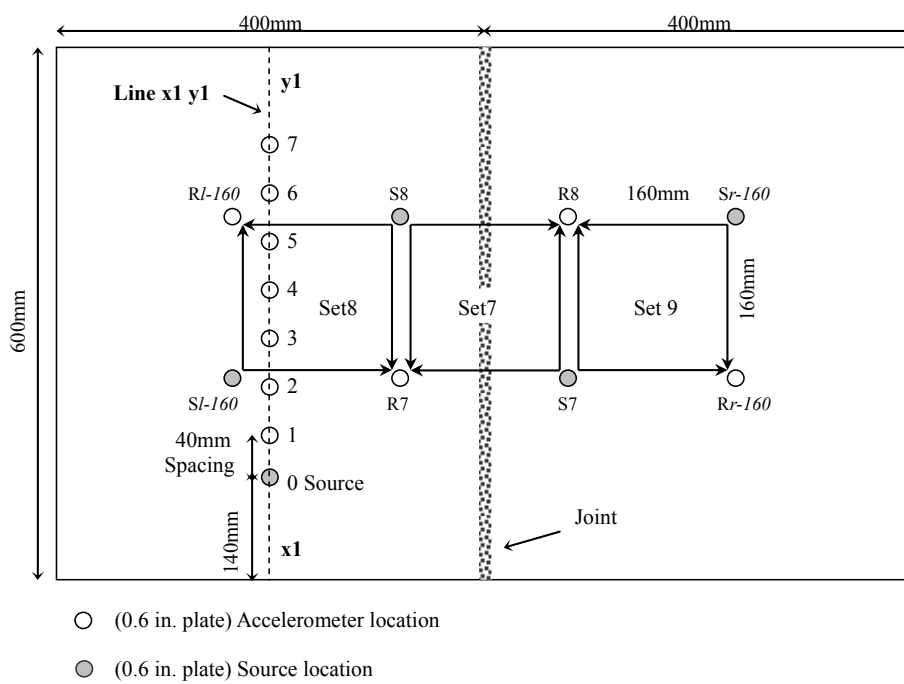 400mm
400mm
y1
Line x1 y1
7
6
Rl-160
S8
R8
160mm
Sr-160
5
4
Set8
Set7
Set 9
160mm
600mm
3
2
Sl-160
R7
S7
Rr-160
1
40mm
Spacing
0 Source
140mm
Joint
x1
(0.6 in. plate) Accelerometer location
(0.6 in. plate) Source location